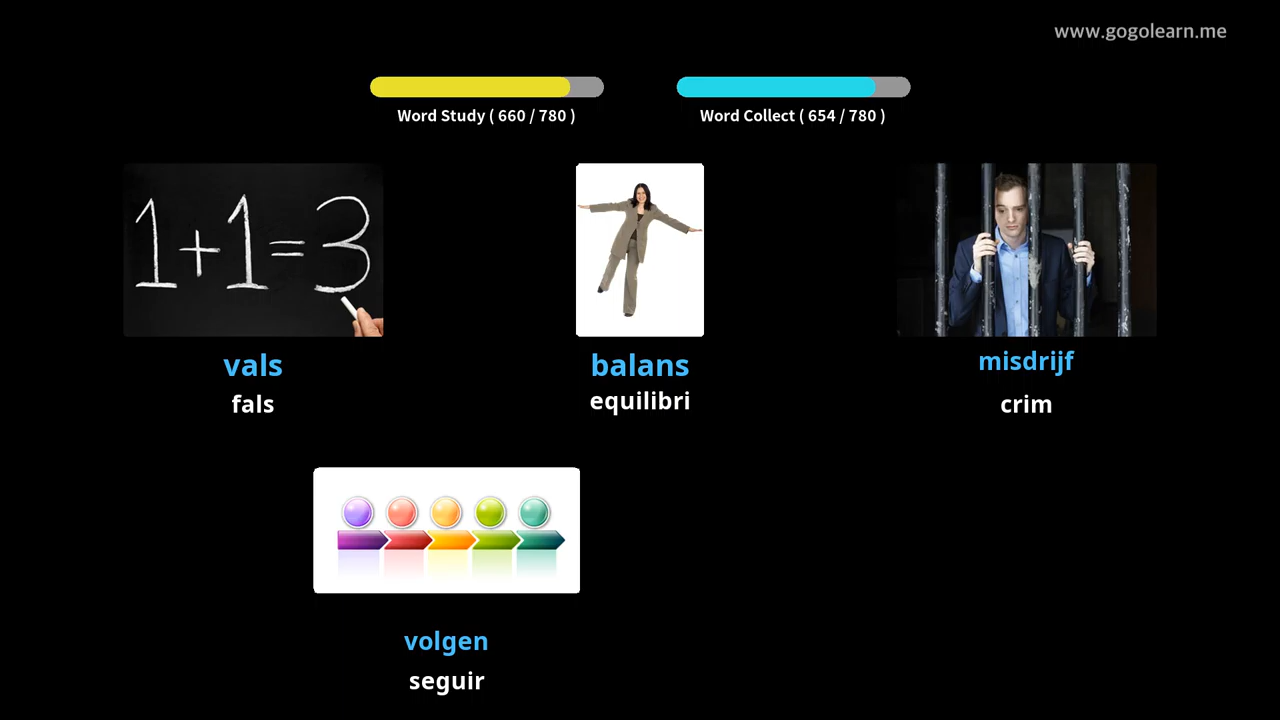 www.gogolearn.me
Word Study ( 660 / 780 )
Word Collect ( 654 / 780 )
1+1=3
vals
fals
balans
equilibri
misdrijf
crim
volgen
seguir